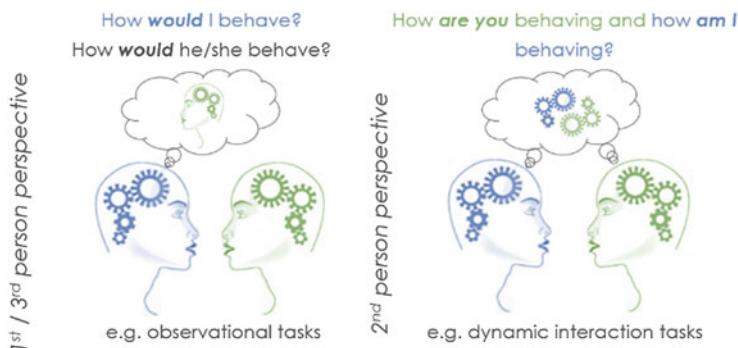 How would I behave?
How would he/she behave?
1st / 3rd person perspective
e.g. observational tasks
How are you behaving and how am I
behaving?
2nd person perspective
e.g. dynamic interaction tasks